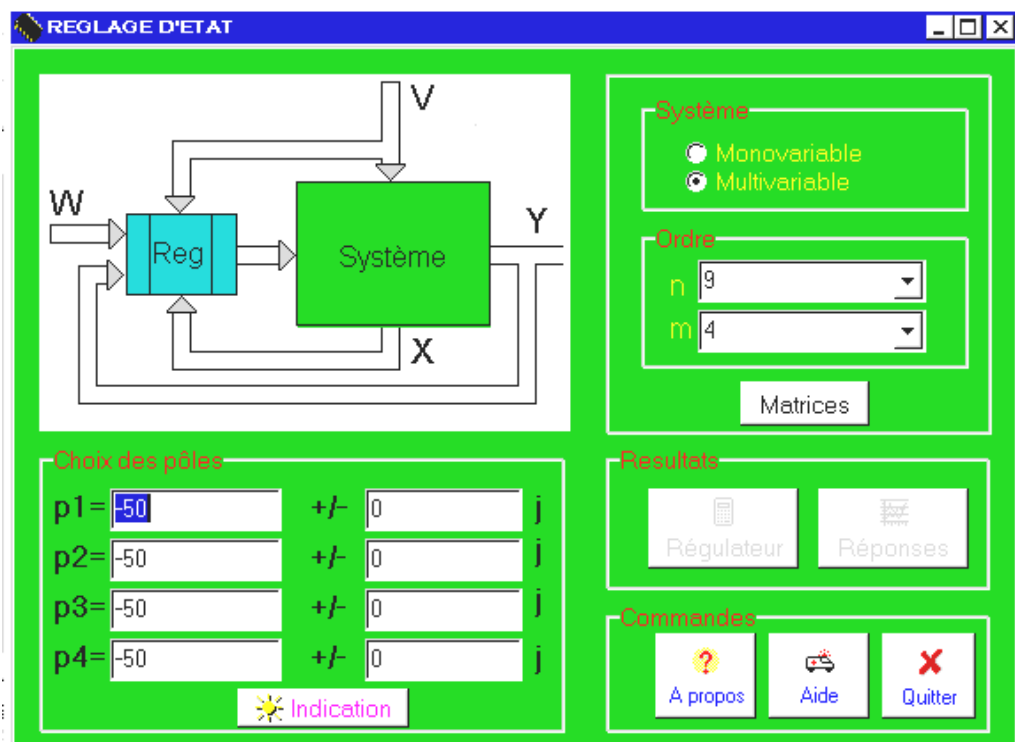 REGLAGE D'ETAT
V
W
Reg
Système
Y
X
Système
Monovariable
Multivariable
Ordre
n 9
m 4
Matrices
Choix des pôles
p1= -50 +/- 0 j
p2= -50 +/- 0 j
p3= -50 +/- 0 j
p4= -50 +/- 0 j
Indication
Resultats
Régulateur
Réponses
Commandes
A propos
Aide
Quitter